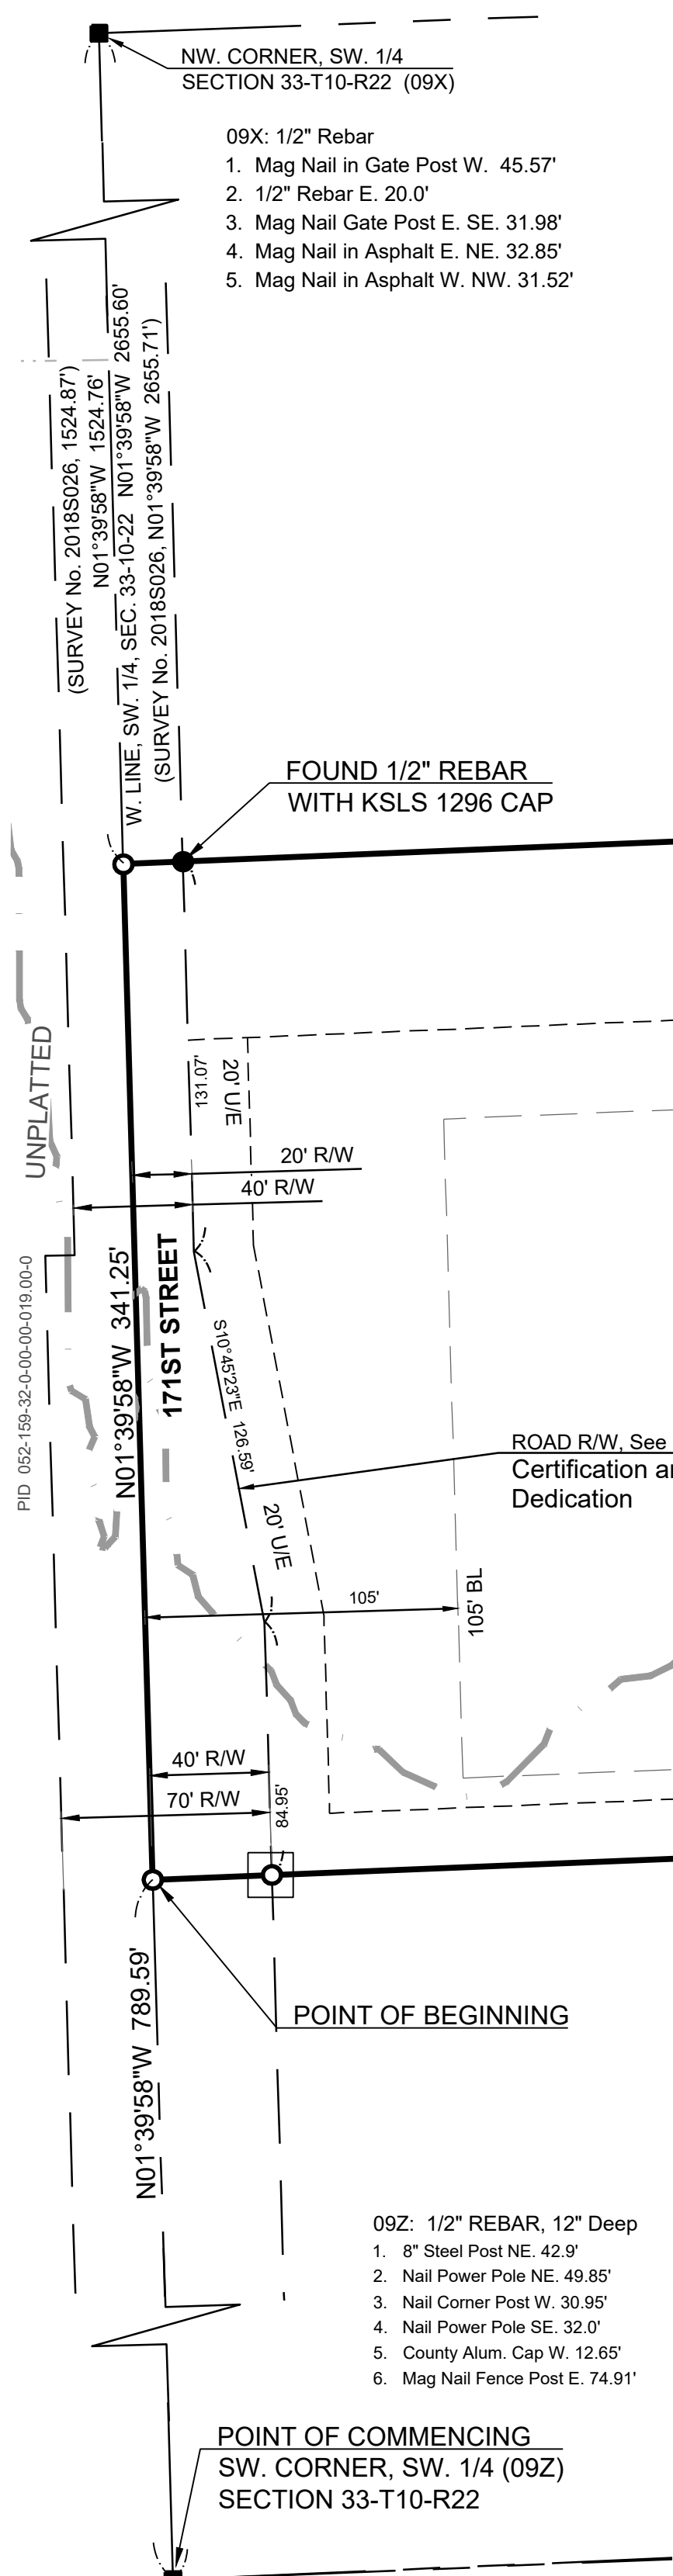 NW. CORNER, SW. 1/4
SECTION 33-T10-R22 (09X)
09X: 1/2" Rebar
1. Mag Nail in Gate Post W. 45.57'
2. 1/2" Rebar E. 20.0'
3. Mag Nail Gate Post E. SE. 31.98'
4. Mag Nail in Asphalt E. NE. 32.85'
5. Mag Nail in Asphalt W. NW. 31.52'
(SURVEY No. 2018S026, 1524.87')
N01°39'58"W 1524.76'
W. LINE, SW. 1/4, SEC. 33-10-22 N01°39'58"W 2655.60'
(SURVEY No. 2018S026, N01°39'58"W 2655.71')
FOUND 1/2" REBAR
WITH KSLS 1296 CAP
UNPLATTED
131.07'
20' U/E
20' R/W
40' R/W
PID 052-159-32-0-00-00-019.00-0
N01°39'58"W 341.25'
171ST STREET
S10°45'23"E 126.59'
ROAD R/W, See
Certification an
Dedication
20' U/E
105'
105' BL
40' R/W
70' R/W
84.95'
POINT OF BEGINNING
N01°39'58"W 789.59'
09Z: 1/2" REBAR, 12" Deep
1. 8" Steel Post NE. 42.9'
2. Nail Power Pole NE. 49.85'
3. Nail Corner Post W. 30.95'
4. Nail Power Pole SE. 32.0'
5. County Alum. Cap W. 12.65'
6. Mag Nail Fence Post E. 74.91'
POINT OF COMMENCING
SW. CORNER, SW. 1/4 (09Z)
SECTION 33-T10-R22